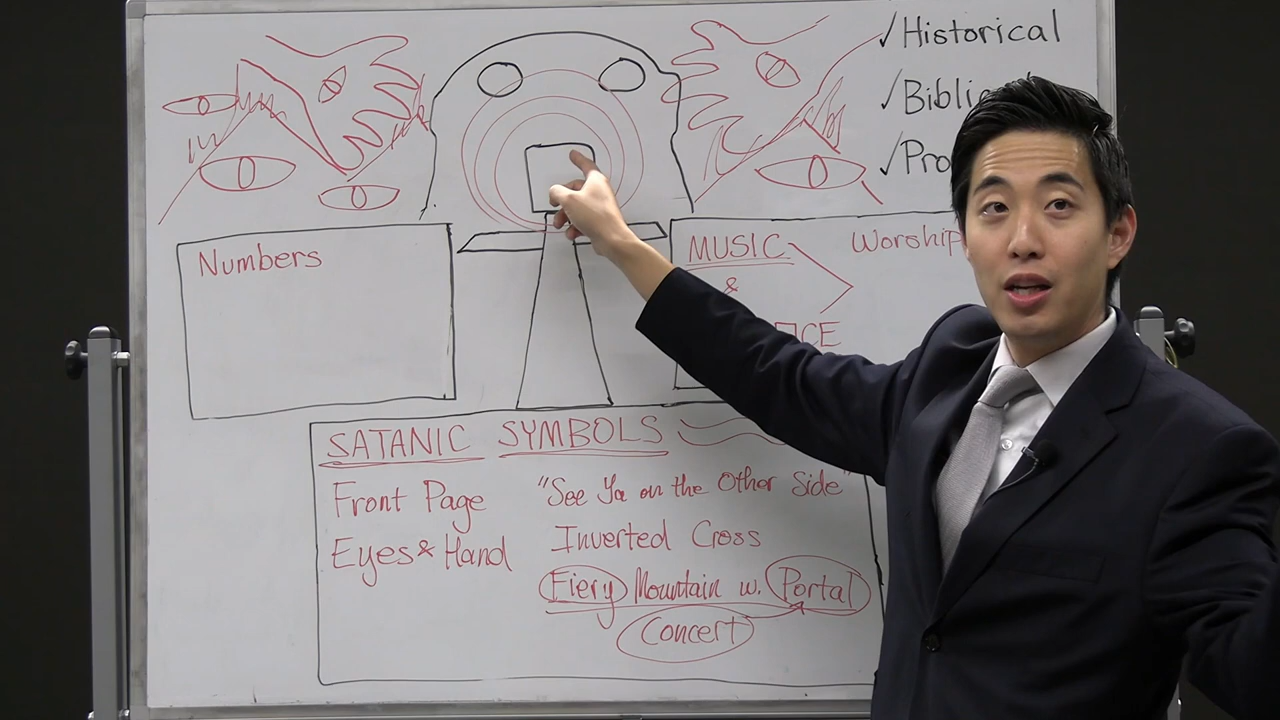 ✓Historical
✓
✓
Numbers
MUSIC
&
Worship
SATANIC SYMBOLS
Front Page
Eyes & Hand
"See Ya on the Other Side"
Inverted Cross
Fiery Mountain w. Portal
Concert